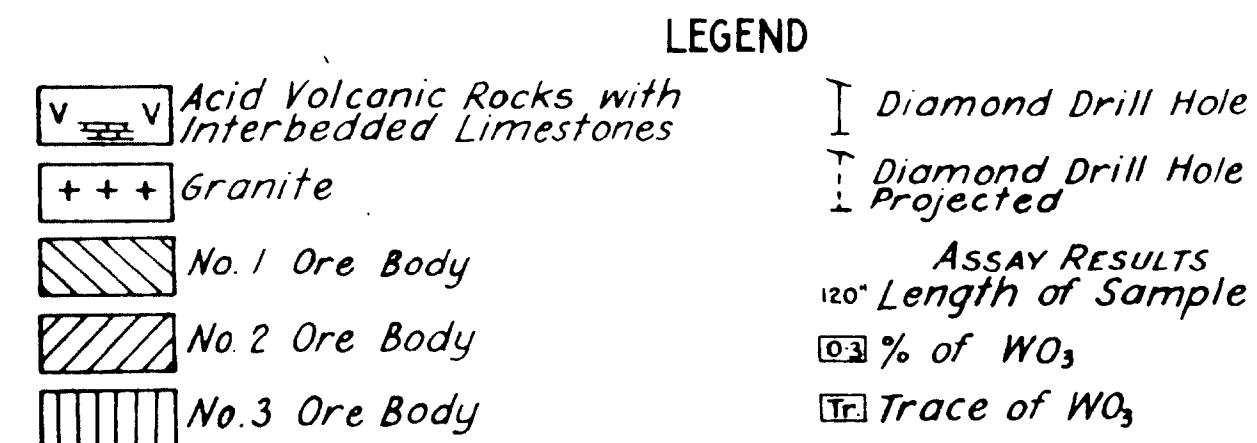 LEGEND
V V Acid Volcanic Rocks with
Interbedded Limestones
Granite
No. 1 Ore Body
No. 2 Ore Body
No. 3 Ore Body
Diamond Drill Hole
Diamond Drill Hole
Projected
ASSAY RESULTS
120" Length of Sample
0·3 % of WO₃
Tr. Trace of WO₃